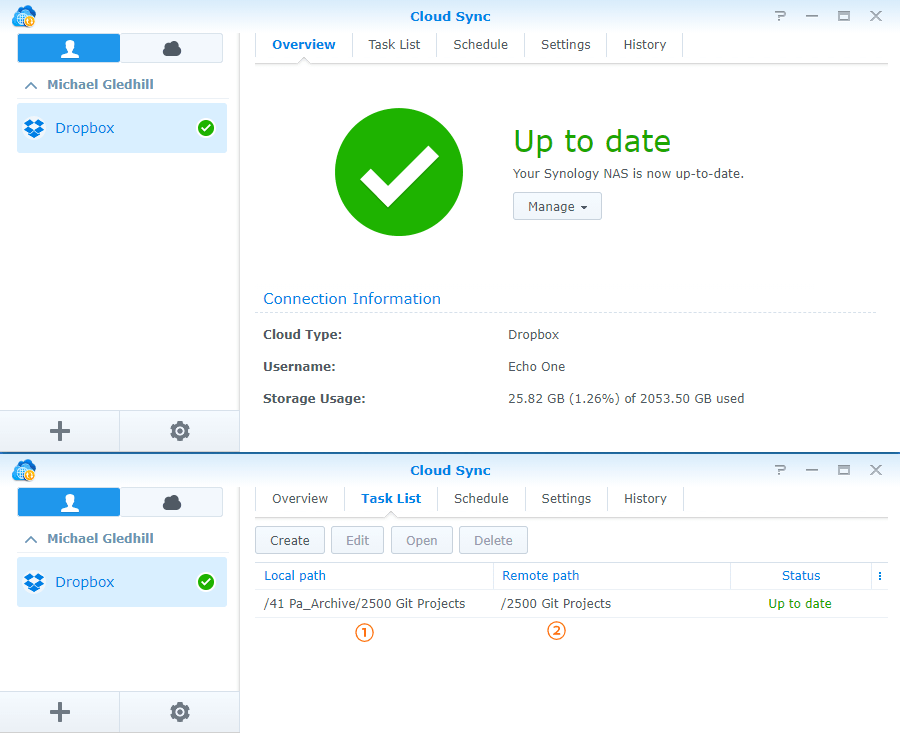 Cloud Sync
Overview Task List Schedule Settings History
Michael Gledhill
Dropbox
Up to date
Your Synology NAS is now up-to-date.
Manage
Connection Information
Cloud Type: Dropbox
Username: Echo One
Storage Usage: 25.82 GB (1.26%) of 2053.50 GB used
Cloud Sync
Overview Task List Schedule Settings History
Michael Gledhill
Create Edit Open Delete
Dropbox
Local path Remote path Status
/41 Pa_Archive/2500 Git Projects /2500 Git Projects Up to date
① ②